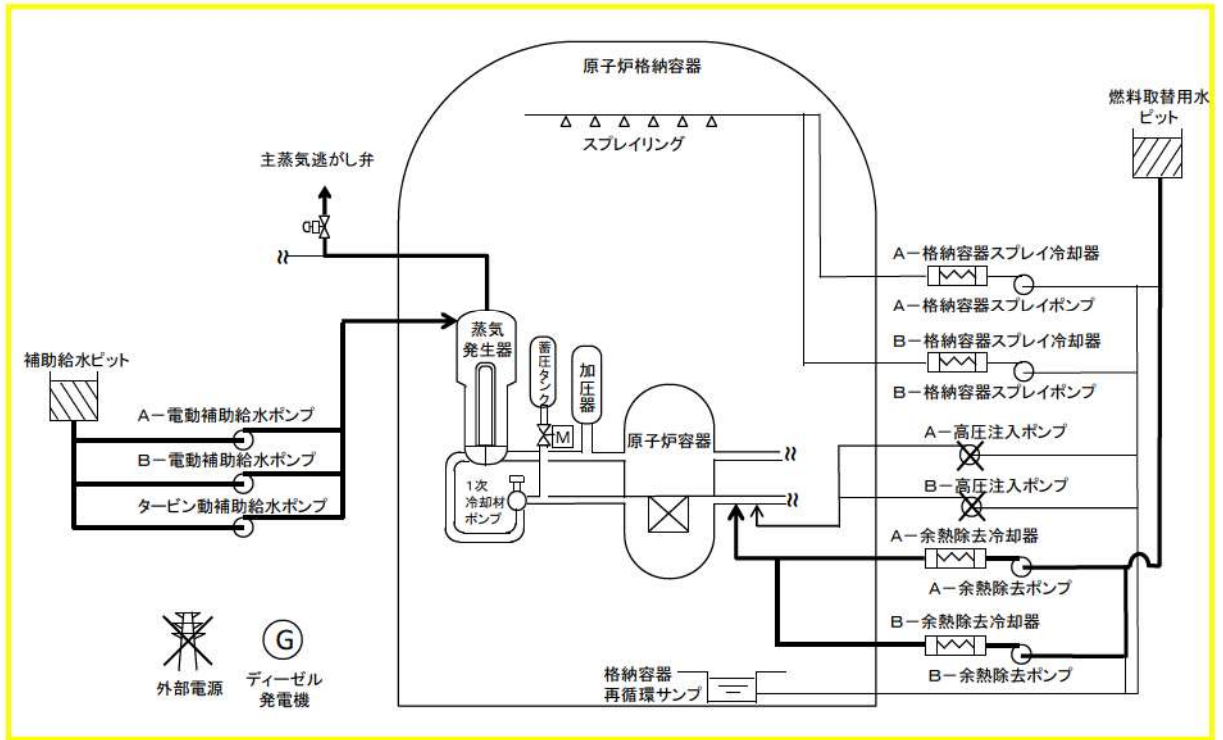 原子炉格納容器
スプレイリング
燃料取替用水
ピット
主蒸気逃がし弁
A-格納容器スプレイ冷却器
A-格納容器スプレイポンプ
B-格納容器スプレイ冷却器
B-格納容器スプレイポンプ
蒸気
発生器
蓄圧タンク
加圧器
M
原子炉容器
1次
冷却材
ポンプ
補助給水ピット
A-電動補助給水ポンプ
B-電動補助給水ポンプ
タービン動補助給水ポンプ
A-高圧注入ポンプ
B-高圧注入ポンプ
A-余熱除去冷却器
A-余熱除去ポンプ
B-余熱除去冷却器
B-余熱除去ポンプ
格納容器
再循環サンプ
外部電源
G
ディーゼル
発電機